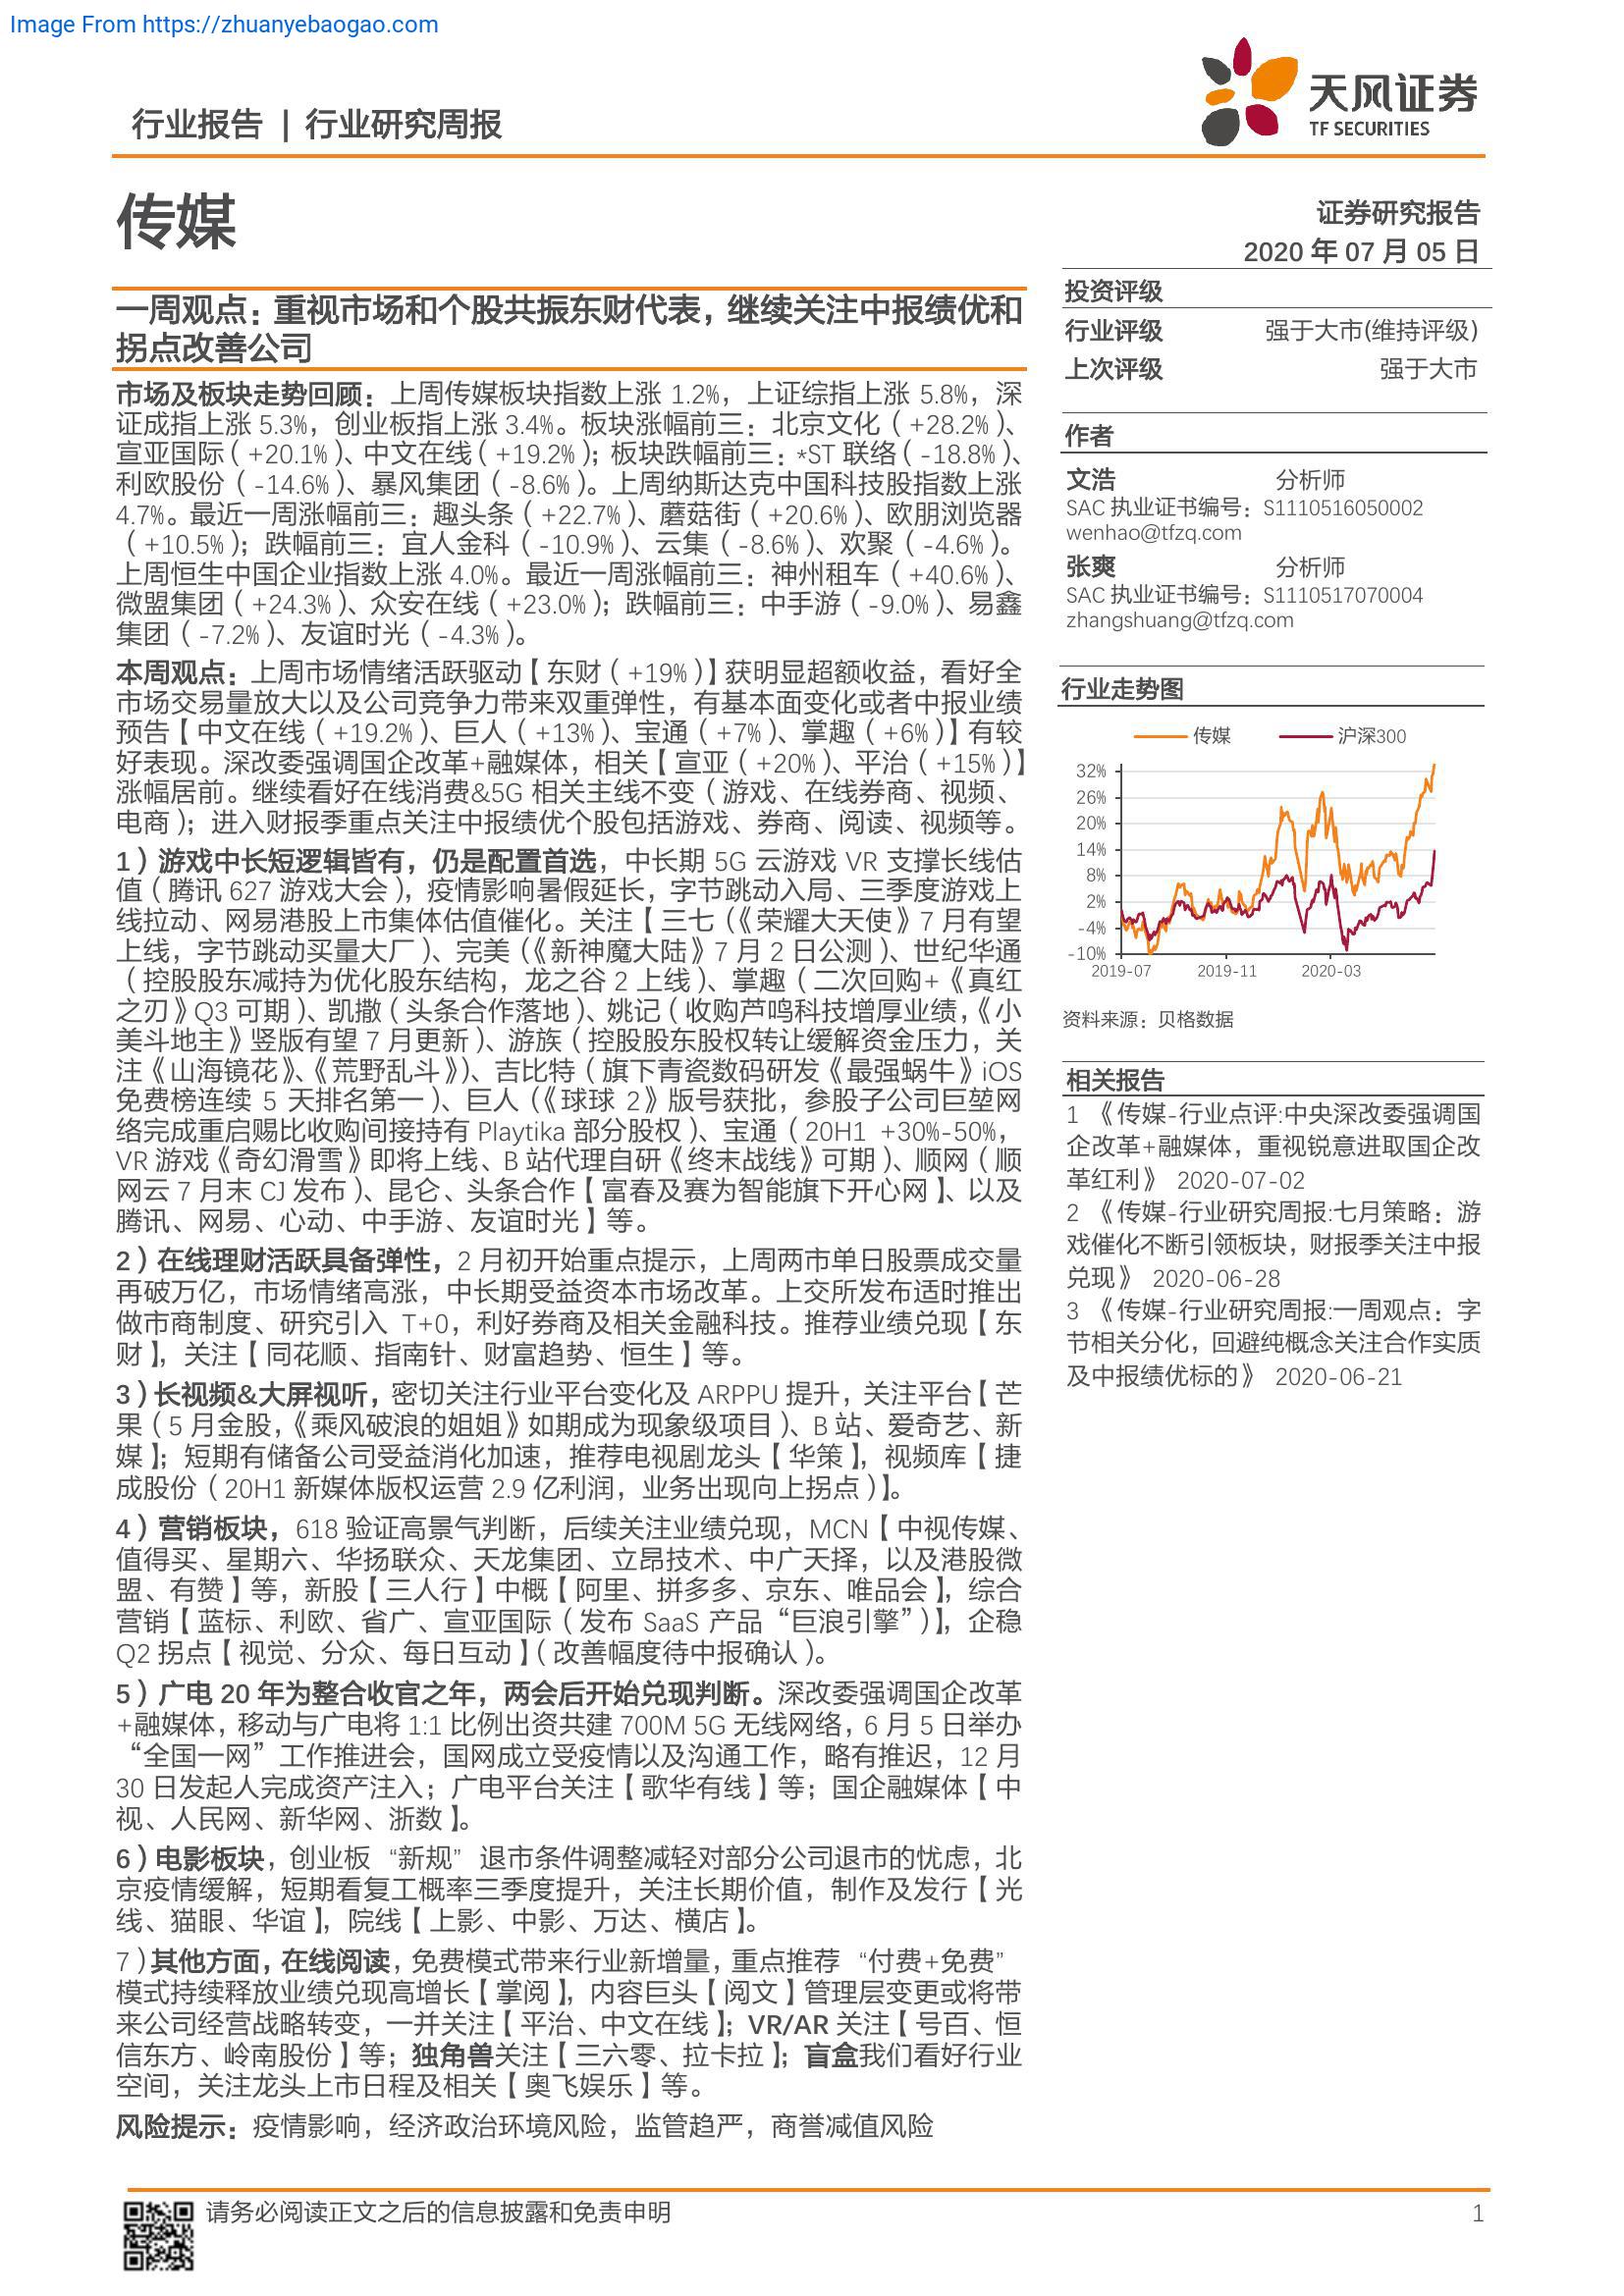 Image From https://zhuanyebaogao.com
行业报告 | 行业研究周报
天风证券
TF SECURITIES
传媒
证券研究报告
2020 年 07 月 05 日
一周观点：重视市场和个股共振东财代表，继续关注中报绩优和
拐点改善公司
市场及板块走势回顾：上周传媒板块指数上涨 1.2%，上证综指上涨 5.8%，深
证成指上涨 5.3%，创业板指上涨 3.4%。板块涨幅前三：北京文化（+28.2%）、
宣亚国际（+20.1%）、中文在线（+19.2%）；板块跌幅前三：*ST 联络（-18.8%）、
利欧股份（-14.6%）、暴风集团（-8.6%）。上周纳斯达克中国科技股指数上涨
4.7%。最近一周涨幅前三：趣头条（+22.7%）、蘑菇街（+20.6%）、欧朋浏览器
（+10.5%）；跌幅前三：宜人金科（-10.9%）、云集（-8.6%）、欢聚（-4.6%）。
上周恒生中国企业指数上涨 4.0%。最近一周涨幅前三：神州租车（+40.6%）、
微盟集团（+24.3%）、众安在线（+23.0%）；跌幅前三：中手游（-9.0%）、易鑫
集团（-7.2%）、友谊时光（-4.3%）。
本周观点：上周市场情绪活跃驱动【东财（+19%）】获明显超额收益，看好全
市场交易量放大以及公司竞争力带来双重弹性，有基本面变化或者中报业绩
预告【中文在线（+19.2%）、巨人（+13%）、宝通（+7%）、掌趣（+6%）】有较
好表现。深改委强调国企改革+融媒体，相关【宣亚（+20%）、平治（+15%）】
涨幅居前。继续看好在线消费&5G 相关主线不变（游戏、在线券商、视频、
电商）；进入财报季重点关注中报绩优个股包括游戏、券商、阅读、视频等。
1）游戏中长短逻辑皆有，仍是配置首选，中长期 5G 云游戏 VR 支撑长线估
值（腾讯 627 游戏大会），疫情影响暑假延长，字节跳动入局、三季度游戏上
线拉动、网易港股上市集体估值催化。关注【三七（《荣耀大天使》7 月有望
上线，字节跳动买量大厂）、完美（《新神魔大陆》7 月 2 日公测）、世纪华通
（控股股东减持为优化股东结构，龙之谷 2 上线）、掌趣（二次回购+《真红
之刃》Q3 可期）、凯撒（头条合作落地）、姚记（收购芦鸣科技增厚业绩，《小
美斗地主》竖版有望 7 月更新）、游族（控股股东股权转让缓解资金压力，关
注《山海镜花》、《荒野乱斗》）、吉比特（旗下青瓷数码研发《最强蜗牛》iOS
免费榜连续 5 天排名第一）、巨人（《球球 2》版号获批，参股子公司巨堃网
络完成重启赐比收购间接持有 Playtika 部分股权）、宝通（20H1 +30%-50%，
VR 游戏《奇幻滑雪》即将上线、B 站代理自研《终末战线》可期）、顺网（顺
网云 7 月末 CJ 发布）、昆仑、头条合作【富春及赛为智能旗下开心网】、以及
腾讯、网易、心动、中手游、友谊时光】等。
2）在线理财活跃具备弹性，2 月初开始重点提示，上周两市单日股票成交量
再破万亿，市场情绪高涨，中长期受益资本市场改革。上交所发布适时推出
做市商制度、研究引入 T+0，利好券商及相关金融科技。推荐业绩兑现【东
财】，关注【同花顺、指南针、财富趋势、恒生】等。
3）长视频&大屏视听，密切关注行业平台变化及 ARPPU 提升，关注平台【芒
果（5 月金股，《乘风破浪的姐姐》如期成为现象级项目）、B 站、爱奇艺、新
媒】；短期有储备公司受益消化加速，推荐电视剧龙头【华策】，视频库【捷
成股份（20H1 新媒体版权运营 2.9 亿利润，业务出现向上拐点）】。
4）营销板块，618 验证高景气判断，后续关注业绩兑现，MCN【中视传媒、
值得买、星期六、华扬联众、天龙集团、立昂技术、中广天择，以及港股微
盟、有赞】等，新股【三人行】中概【阿里、拼多多、京东、唯品会】，综合
营销【蓝标、利欧、省广、宣亚国际（发布 SaaS 产品“巨浪引擎”）】，企稳
Q2 拐点【视觉、分众、每日互动】（改善幅度待中报确认）。
5）广电 20 年为整合收官之年，两会后开始兑现判断。深改委强调国企改革
+融媒体，移动与广电将 1:1 比例出资共建 700M 5G 无线网络，6 月 5 日举办
“全国一网”工作推进会，国网成立受疫情以及沟通工作，略有推迟，12 月
30 日发起人完成资产注入；广电平台关注【歌华有线】等；国企融媒体【中
视、人民网、新华网、浙数】。
6）电影板块，创业板 “新规” 退市条件调整减轻对部分公司退市的忧虑，北
京疫情缓解，短期看复工概率三季度提升，关注长期价值，制作及发行【光
线、猫眼、华谊】，院线【上影、中影、万达、横店】。
7）其他方面，在线阅读，免费模式带来行业新增量，重点推荐 “付费+免费”
模式持续释放业绩兑现高增长【掌阅】，内容巨头【阅文】管理层变更或将带
来公司经营战略转变，一并关注【平治、中文在线】；VR/AR 关注【号百、恒
信东方、岭南股份】等；独角兽关注【三六零、拉卡拉】；盲盒我们看好行业
空间，关注龙头上市日程及相关【奥飞娱乐】等。
风险提示：疫情影响，经济政治环境风险，监管趋严，商誉减值风险
投资评级
行业评级 强于大市(维持评级)
上次评级 强于大市
作者
文浩 分析师
SAC 执业证书编号：S1110516050002
wenhao@tfzq.com
张爽 分析师
SAC 执业证书编号：S1110517070004
zhangshuang@tfzq.com
行业走势图
传媒 沪深300
32%
26%
20%
14%
8%
2%
-4%
-10%
2019-07 2019-11 2020-03
资料来源：贝格数据
相关报告
1 《传媒-行业点评:中央深改委强调国
企改革+融媒体，重视锐意进取国企改
革红利》 2020-07-02
2 《传媒-行业研究周报:七月策略：游
戏催化不断引领板块，财报季关注中报
兑现》 2020-06-28
3 《传媒-行业研究周报:一周观点：字
节相关分化，回避纯概念关注合作实质
及中报绩优标的》 2020-06-21
请务必阅读正文之后的信息披露和免责申明 1